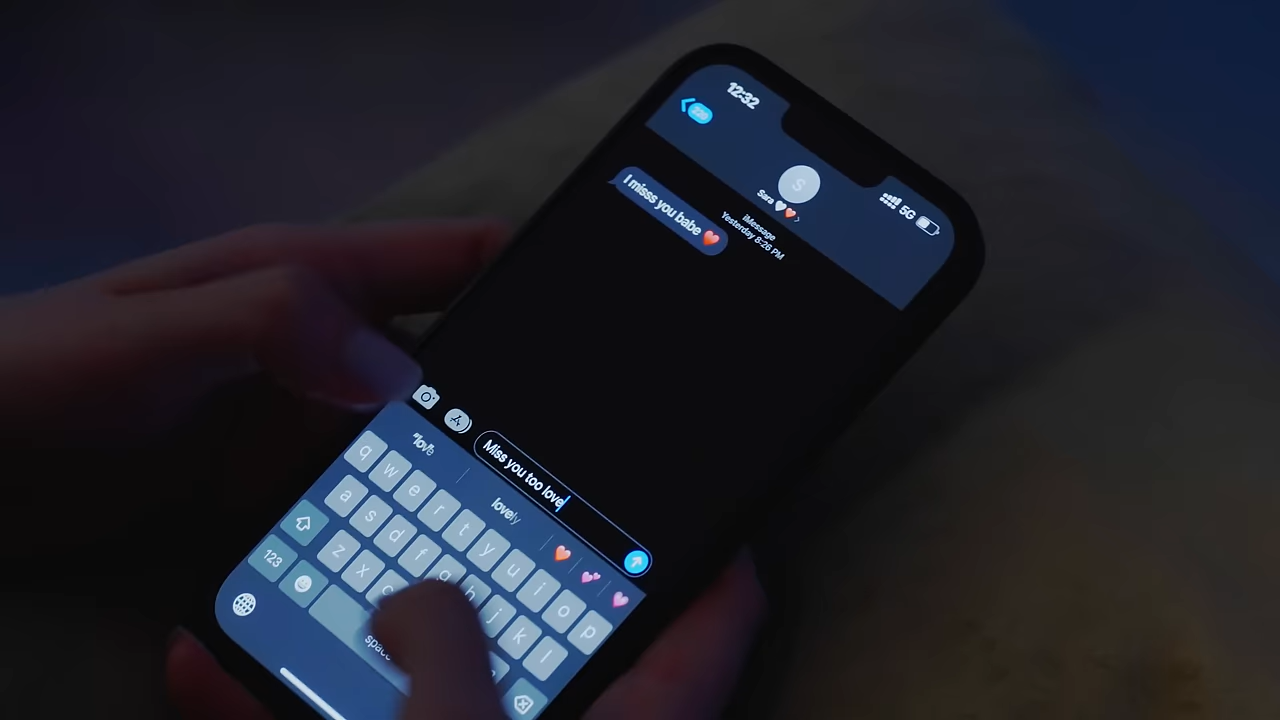 12:32
5G
S
Sara 🤍❤️ ›
iMessage
Yesterday 8:26 PM
I misss you babe ❤️
Miss you too love
"love"
lovely
❤️ 💕 🩷
q w e r t y u i o p
a s d f g h j k l
z x c
123
space